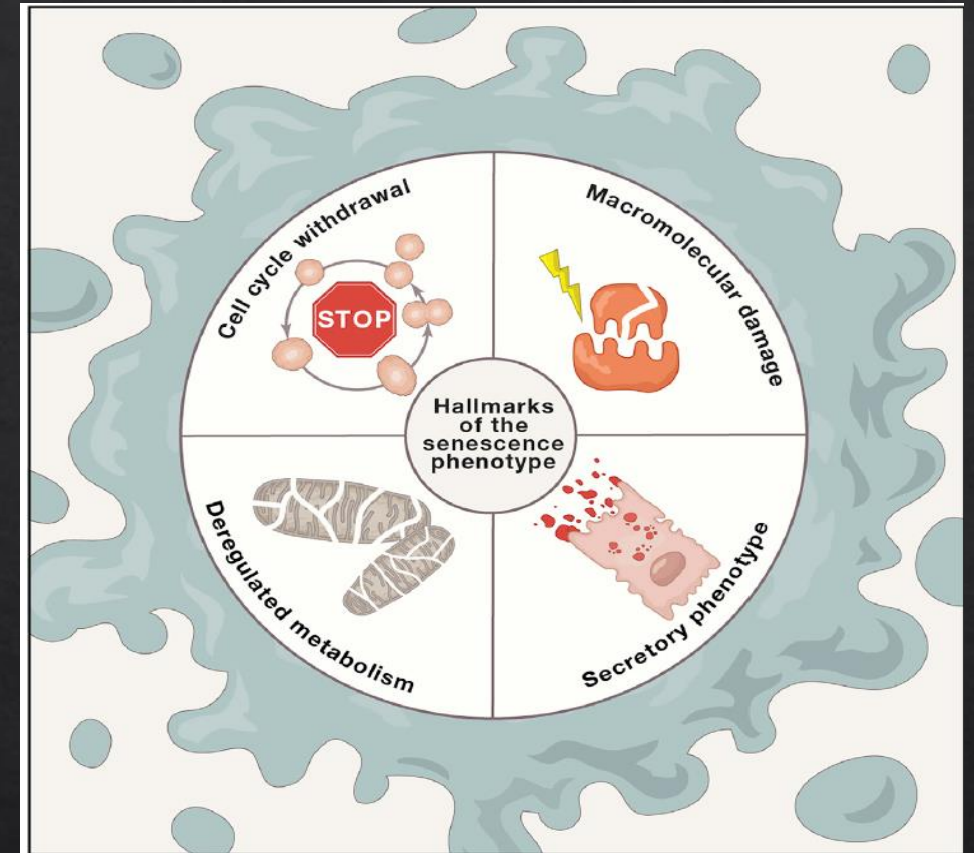 Cell cycle withdrawal
Macromolecular damage
STOP
Hallmarks
of the
senescence
phenotype
Deregulated metabolism
Secretory phenotype